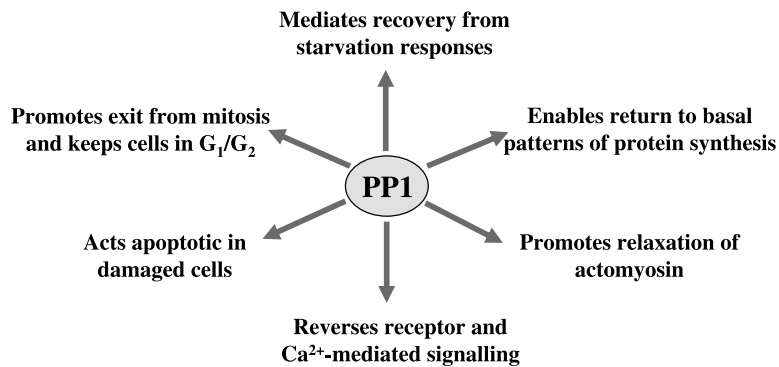 Mediates recovery from
starvation responses
Promotes exit from mitosis
and keeps cells in G₁/G₂
Enables return to basal
patterns of protein synthesis
PP1
Acts apoptotic in
damaged cells
Promotes relaxation of
actomyosin
Reverses receptor and
Ca²⁺-mediated signalling